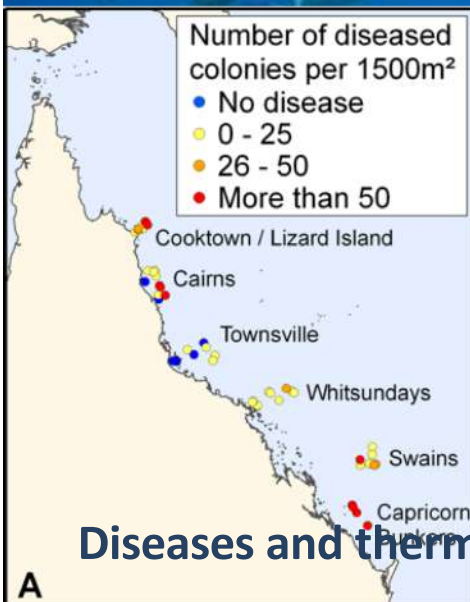 Number of diseased
colonies per 1500m²
No disease
0 - 25
26 - 50
More than 50
Cooktown / Lizard Island
Cairns
Townsville
Whitsundays
Swains
Capricorn
Bunkers
Diseases and therm
A